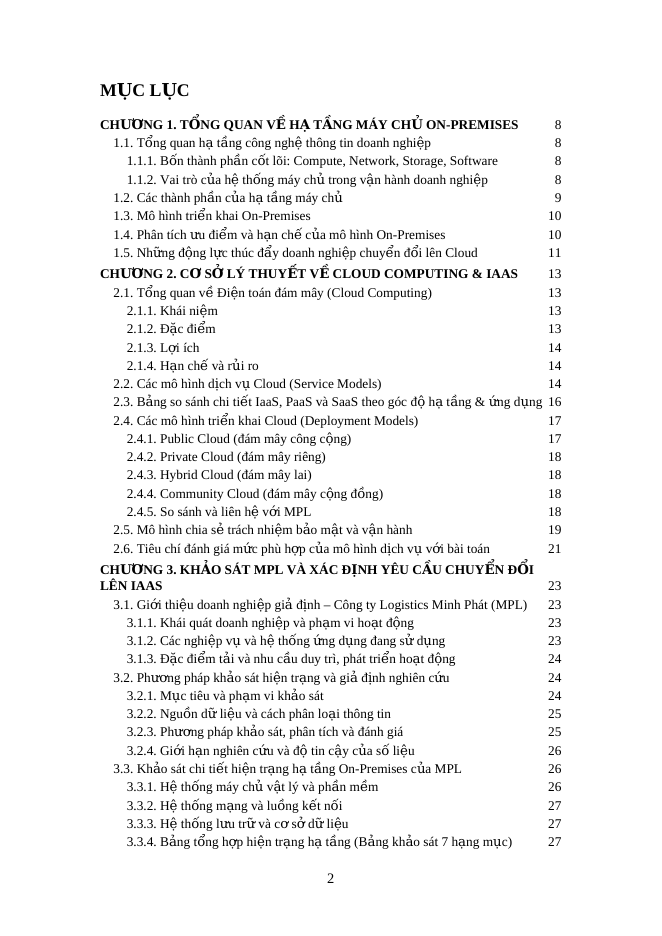 MỤC LỤC
CHƯƠNG 1. TỔNG QUAN VỀ HẠ TẦNG MÁY CHỦ ON-PREMISES 8
1.1. Tổng quan hạ tầng công nghệ thông tin doanh nghiệp 8
1.1.1. Bốn thành phần cốt lõi: Compute, Network, Storage, Software 8
1.1.2. Vai trò của hệ thống máy chủ trong vận hành doanh nghiệp 8
1.2. Các thành phần của hạ tầng máy chủ 9
1.3. Mô hình triển khai On-Premises 10
1.4. Phân tích ưu điểm và hạn chế của mô hình On-Premises 10
1.5. Những động lực thúc đẩy doanh nghiệp chuyển đổi lên Cloud 11
CHƯƠNG 2. CƠ SỞ LÝ THUYẾT VỀ CLOUD COMPUTING & IAAS 13
2.1. Tổng quan về Điện toán đám mây (Cloud Computing) 13
2.1.1. Khái niệm 13
2.1.2. Đặc điểm 13
2.1.3. Lợi ích 14
2.1.4. Hạn chế và rủi ro 14
2.2. Các mô hình dịch vụ Cloud (Service Models) 14
2.3. Bảng so sánh chi tiết IaaS, PaaS và SaaS theo góc độ hạ tầng & ứng dụng 16
2.4. Các mô hình triển khai Cloud (Deployment Models) 17
2.4.1. Public Cloud (đám mây công cộng) 17
2.4.2. Private Cloud (đám mây riêng) 18
2.4.3. Hybrid Cloud (đám mây lai) 18
2.4.4. Community Cloud (đám mây cộng đồng) 18
2.4.5. So sánh và liên hệ với MPL 18
2.5. Mô hình chia sẻ trách nhiệm bảo mật và vận hành 19
2.6. Tiêu chí đánh giá mức phù hợp của mô hình dịch vụ với bài toán 21
CHƯƠNG 3. KHẢO SÁT MPL VÀ XÁC ĐỊNH YÊU CẦU CHUYỂN ĐỔI
LÊN IAAS 23
3.1. Giới thiệu doanh nghiệp giả định – Công ty Logistics Minh Phát (MPL) 23
3.1.1. Khái quát doanh nghiệp và phạm vi hoạt động 23
3.1.2. Các nghiệp vụ và hệ thống ứng dụng đang sử dụng 23
3.1.3. Đặc điểm tải và nhu cầu duy trì, phát triển hoạt động 24
3.2. Phương pháp khảo sát hiện trạng và giả định nghiên cứu 24
3.2.1. Mục tiêu và phạm vi khảo sát 24
3.2.2. Nguồn dữ liệu và cách phân loại thông tin 25
3.2.3. Phương pháp khảo sát, phân tích và đánh giá 25
3.2.4. Giới hạn nghiên cứu và độ tin cậy của số liệu 26
3.3. Khảo sát chi tiết hiện trạng hạ tầng On-Premises của MPL 26
3.3.1. Hệ thống máy chủ vật lý và phần mềm 26
3.3.2. Hệ thống mạng và luồng kết nối 27
3.3.3. Hệ thống lưu trữ và cơ sở dữ liệu 27
3.3.4. Bảng tổng hợp hiện trạng hạ tầng (Bảng khảo sát 7 hạng mục) 27
2